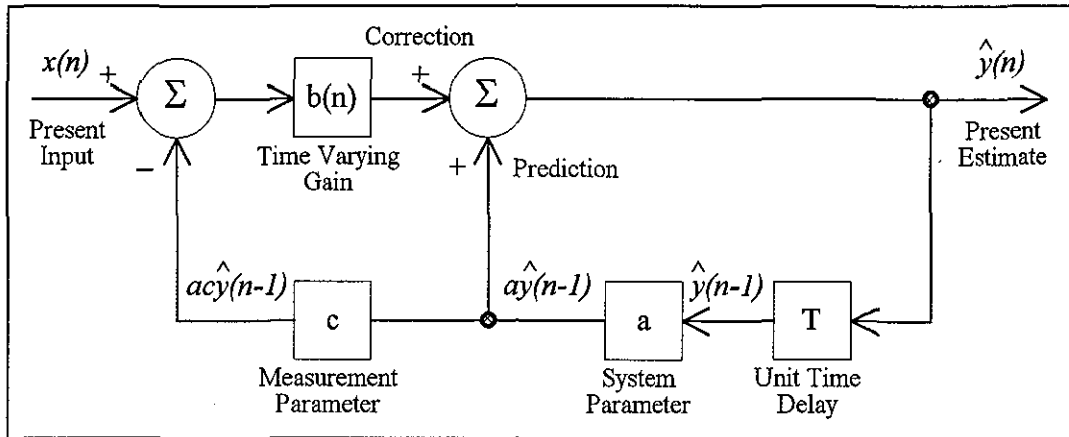 Correction
x(n)
+
Σ
b(n)
+
Σ
ŷ(n)
Present
Input
−
Time Varying
Gain
+
Prediction
Present
Estimate
acŷ(n-1)
aŷ(n-1)
ŷ(n-1)
c
a
T
Measurement
Parameter
System
Parameter
Unit Time
Delay